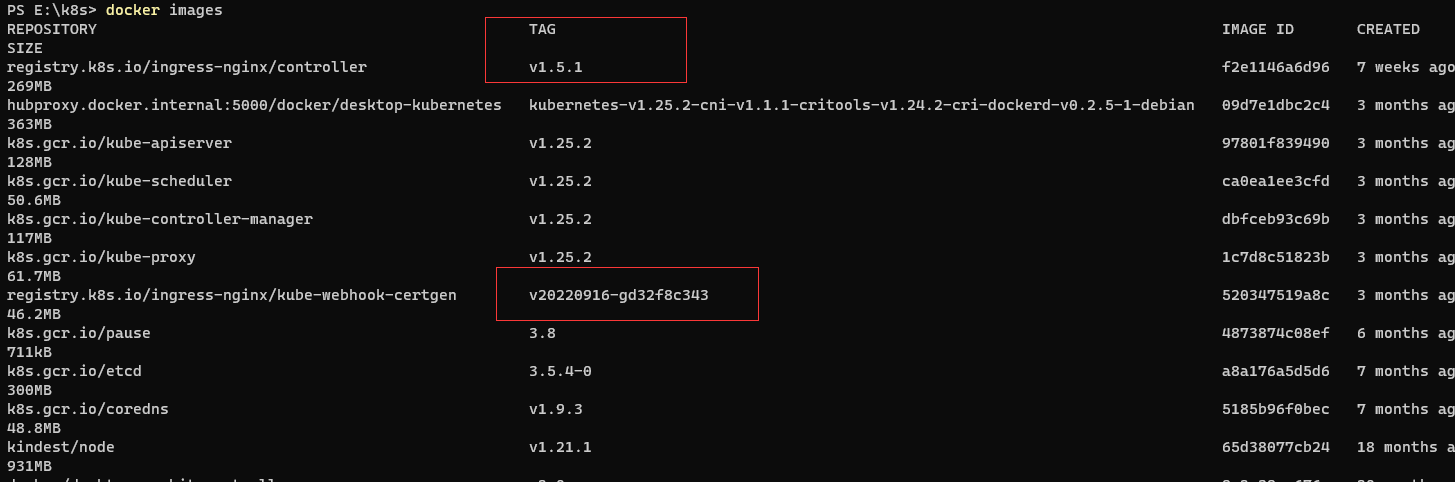 PS E:\k8s> docker images
REPOSITORY TAG IMAGE ID CREATED
SIZE
registry.k8s.io/ingress-nginx/controller v1.5.1 f2e1146a6d96 7 weeks ago
269MB
hubproxy.docker.internal:5000/docker/desktop-kubernetes kubernetes-v1.25.2-cni-v1.1.1-critools-v1.24.2-cri-dockerd-v0.2.5-1-debian 09d7e1dbc2c4 3 months ag
363MB
k8s.gcr.io/kube-apiserver v1.25.2 97801f839490 3 months ag
128MB
k8s.gcr.io/kube-scheduler v1.25.2 ca0ea1ee3cfd 3 months ag
50.6MB
k8s.gcr.io/kube-controller-manager v1.25.2 dbfceb93c69b 3 months ag
117MB
k8s.gcr.io/kube-proxy v1.25.2 1c7d8c51823b 3 months ag
61.7MB
registry.k8s.io/ingress-nginx/kube-webhook-certgen v20220916-gd32f8c343 520347519a8c 3 months ag
46.2MB
k8s.gcr.io/pause 3.8 4873874c08ef 6 months ag
711kB
k8s.gcr.io/etcd 3.5.4-0 a8a176a5d5d6 7 months ag
300MB
k8s.gcr.io/coredns v1.9.3 5185b96f0bec 7 months ag
48.8MB
kindest/node v1.21.1 65d38077cb24 18 months a
931MB